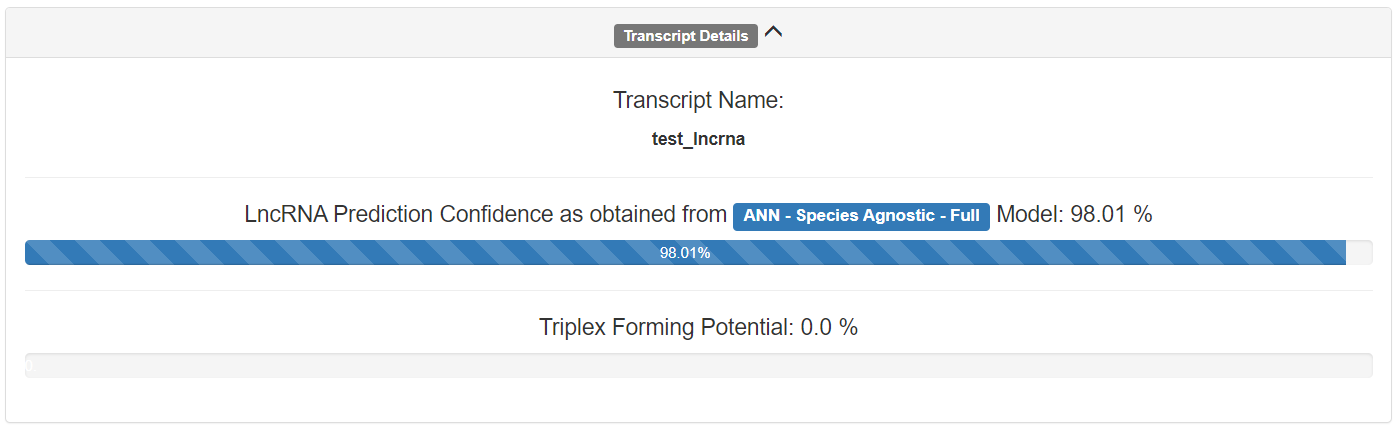 Transcript Details
Transcript Name:
test_lncrna
LncRNA Prediction Confidence as obtained from ANN - Species Agnostic - Full Model: 98.01 %
98.01%
Triplex Forming Potential: 0.0 %
0